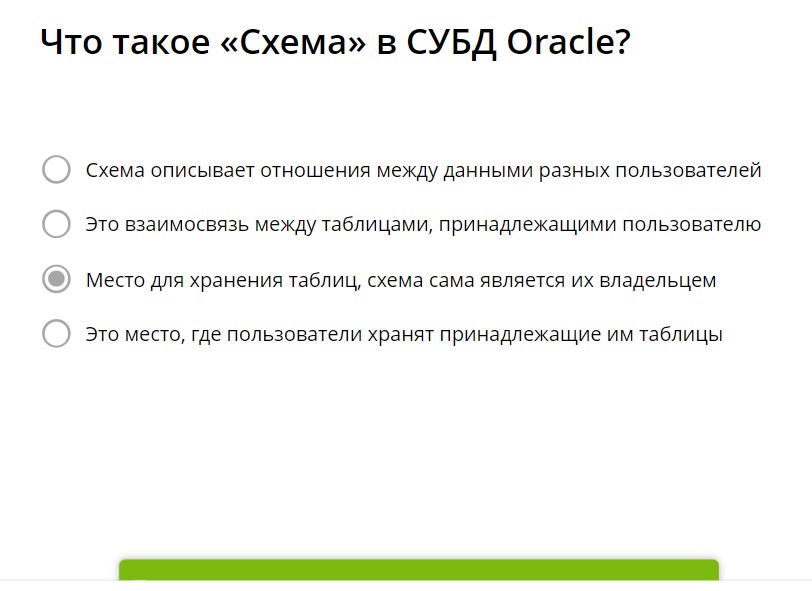 Что такое «Схема» в СУБД Oracle?
Схема описывает отношения между данными разных пользователей
Это взаимосвязь между таблицами, принадлежащими пользователю
Место для хранения таблиц, схема сама является их владельцем
Это место, где пользователи хранят принадлежащие им таблицы